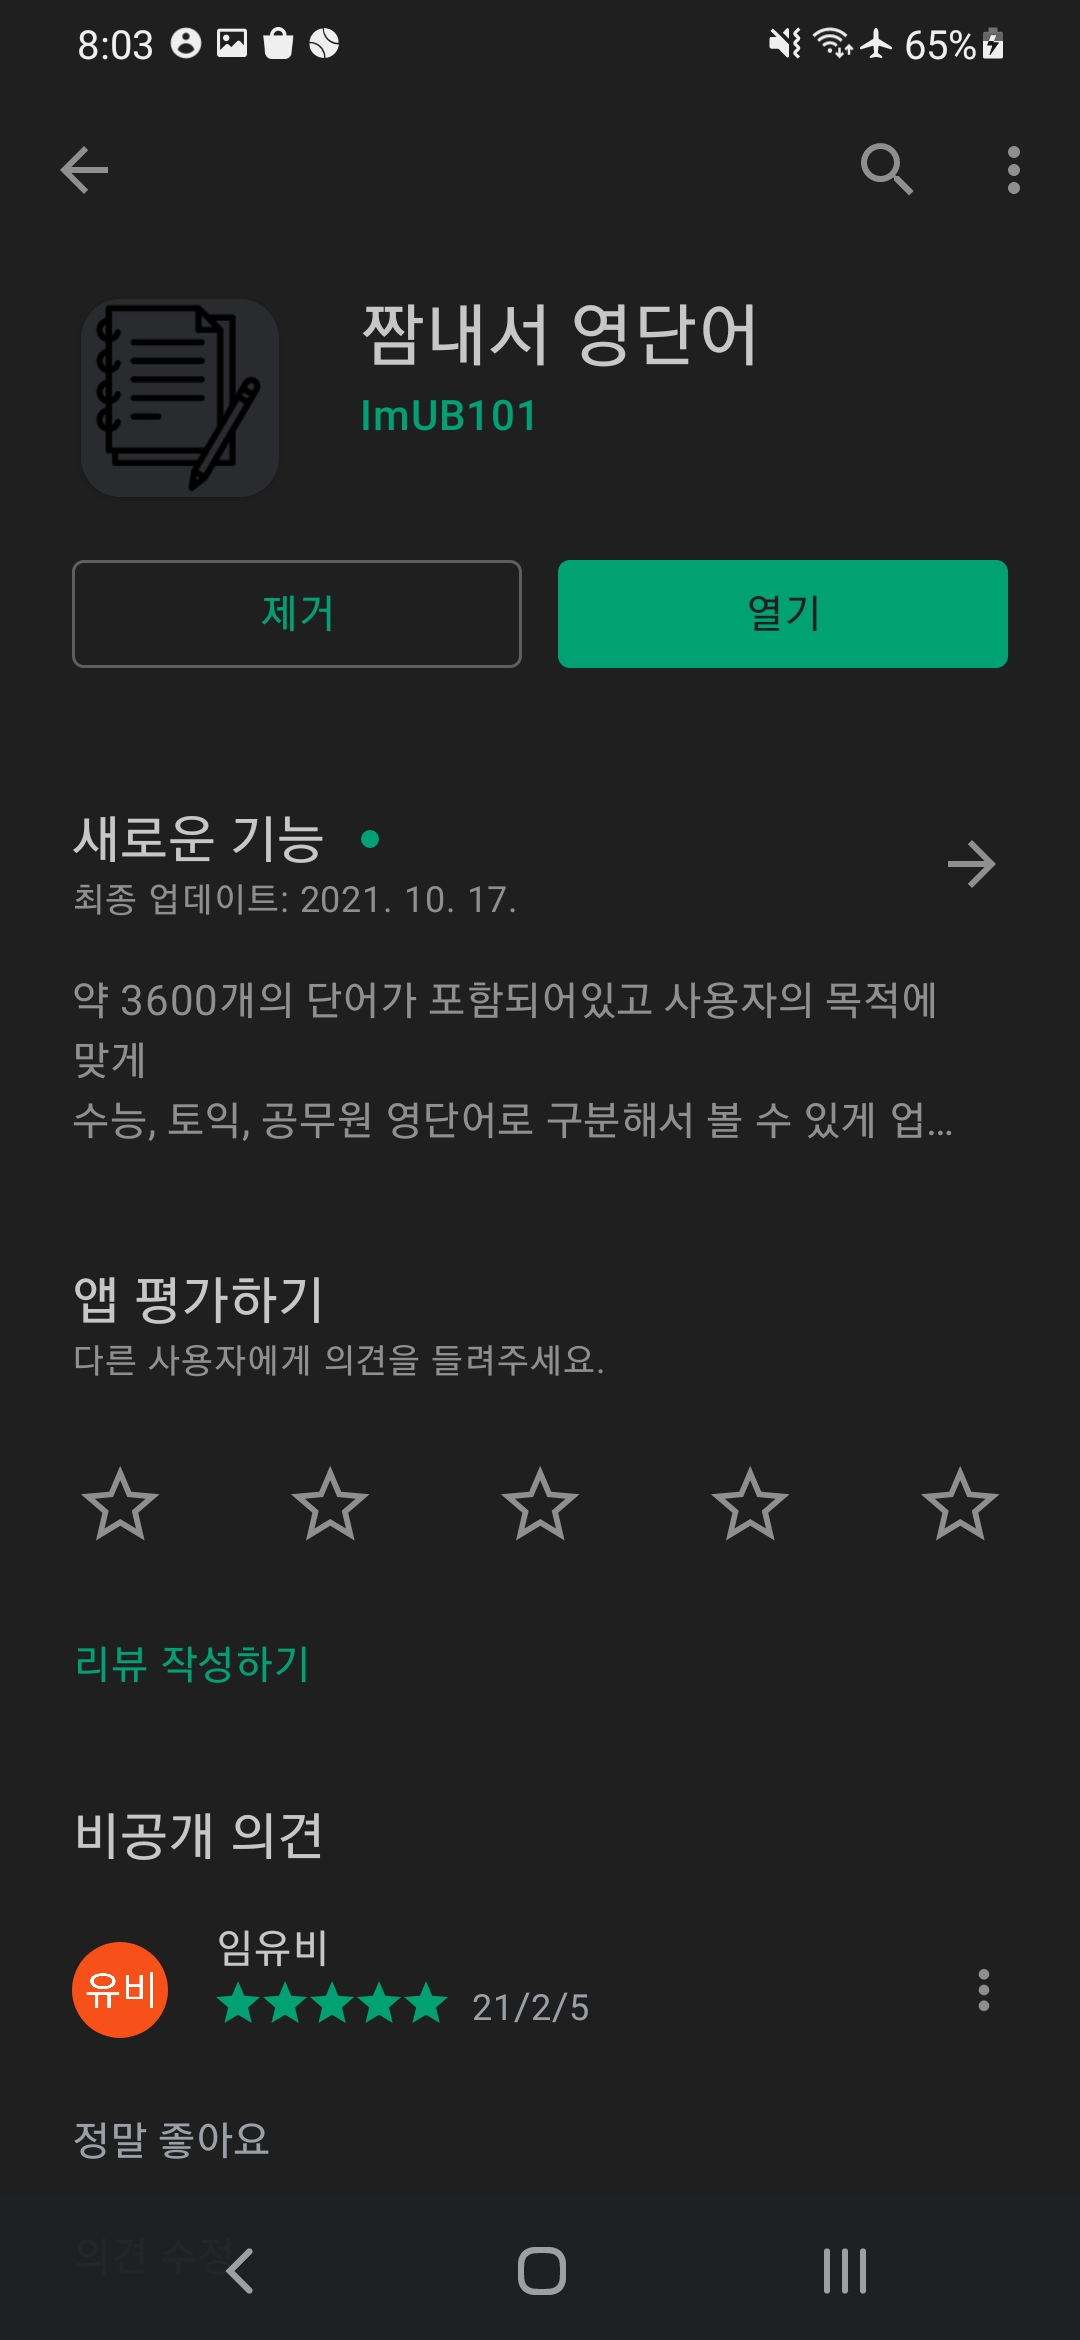 8:03
65%
짬내서 영단어
ImUB101
제거
열기
새로운 기능
최종 업데이트: 2021. 10. 17.
약 3600개의 단어가 포함되어있고 사용자의 목적에
맞게
수능, 토익, 공무원 영단어로 구분해서 볼 수 있게 업...
앱 평가하기
다른 사용자에게 의견을 들려주세요.
리뷰 작성하기
비공개 의견
유비
임유비
21/2/5
정말 좋아요
의견 수정